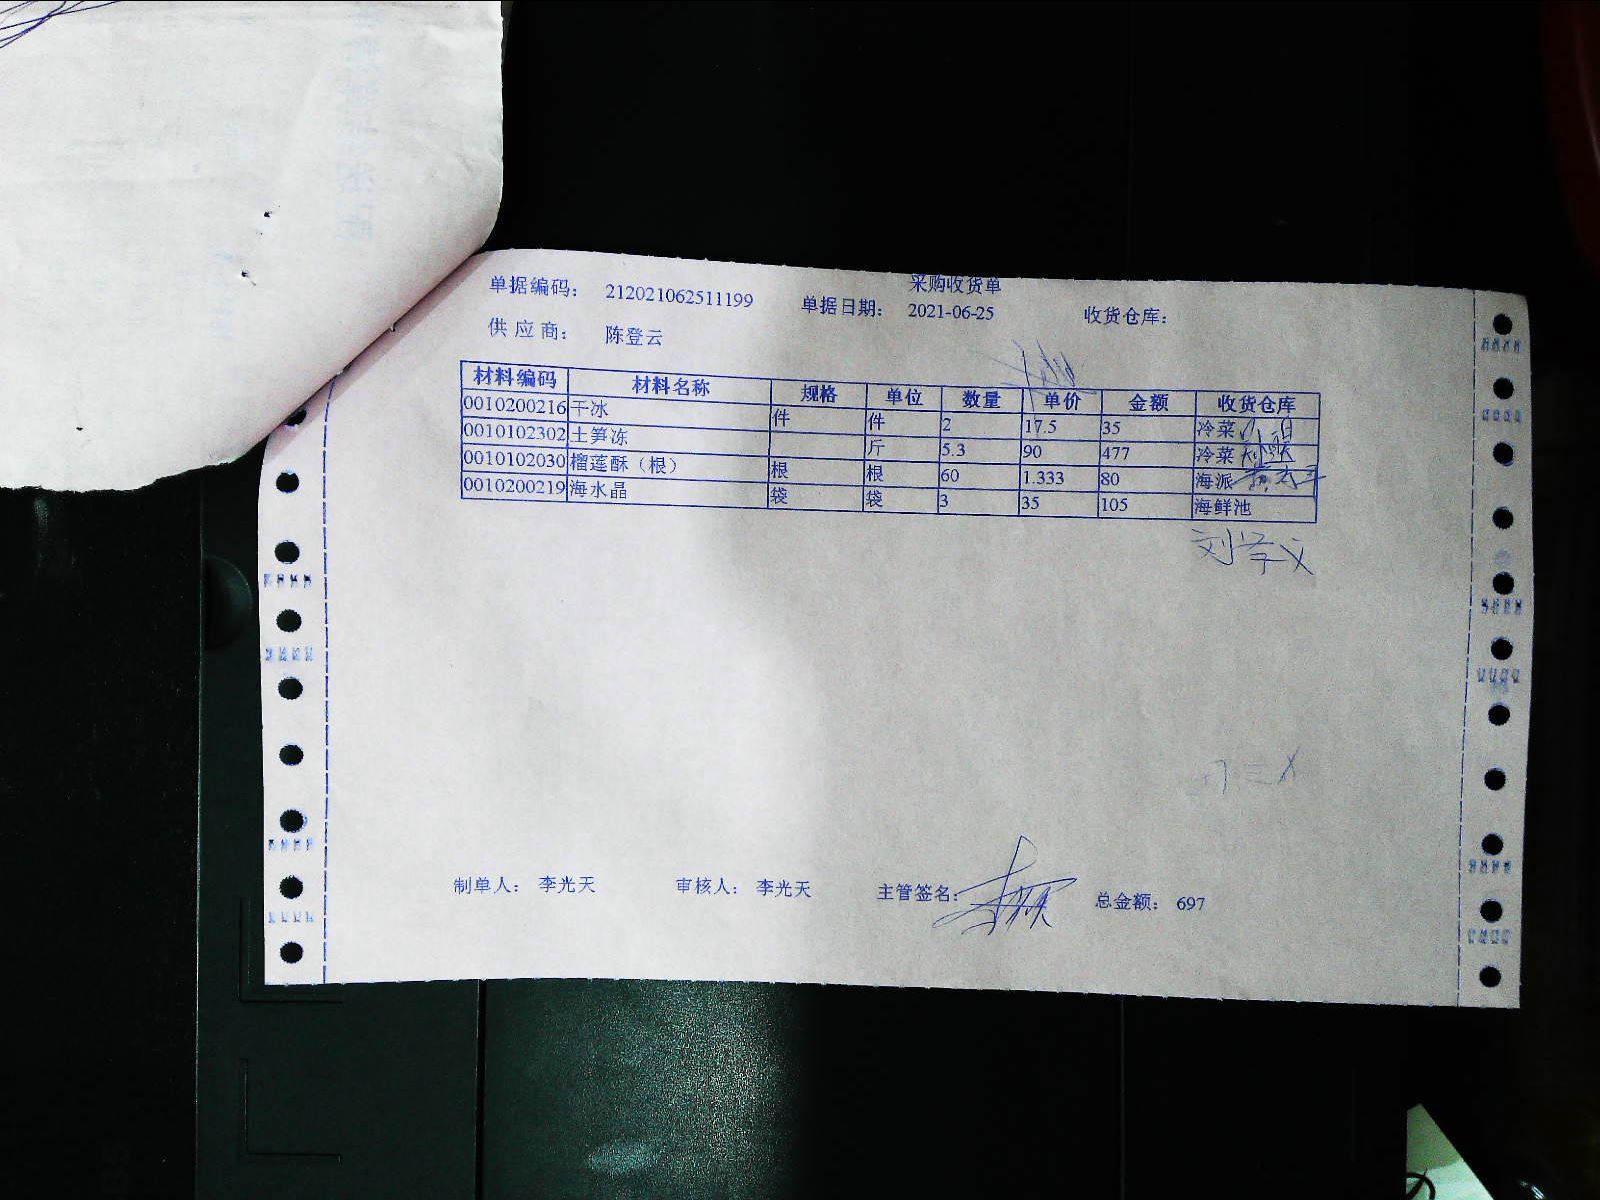 采购收货单
单据编码： 212021062511199 单据日期： 2021-06-25 收货仓库：
供应商： 陈登云
材料编码 材料名称 规格 单位 数量 单价 金额 收货仓库
0010200216 干冰 件 件 2 17.5 35 冷菜
0010102302 土笋冻 斤 5.3 90 477 冷菜
0010102030 榴莲酥（根） 根 根 60 1.333 80 海派
0010200219 海水晶 袋 袋 3 35 105 海鲜池
制单人： 李光天 审核人： 李光天 主管签名： 总金额： 697